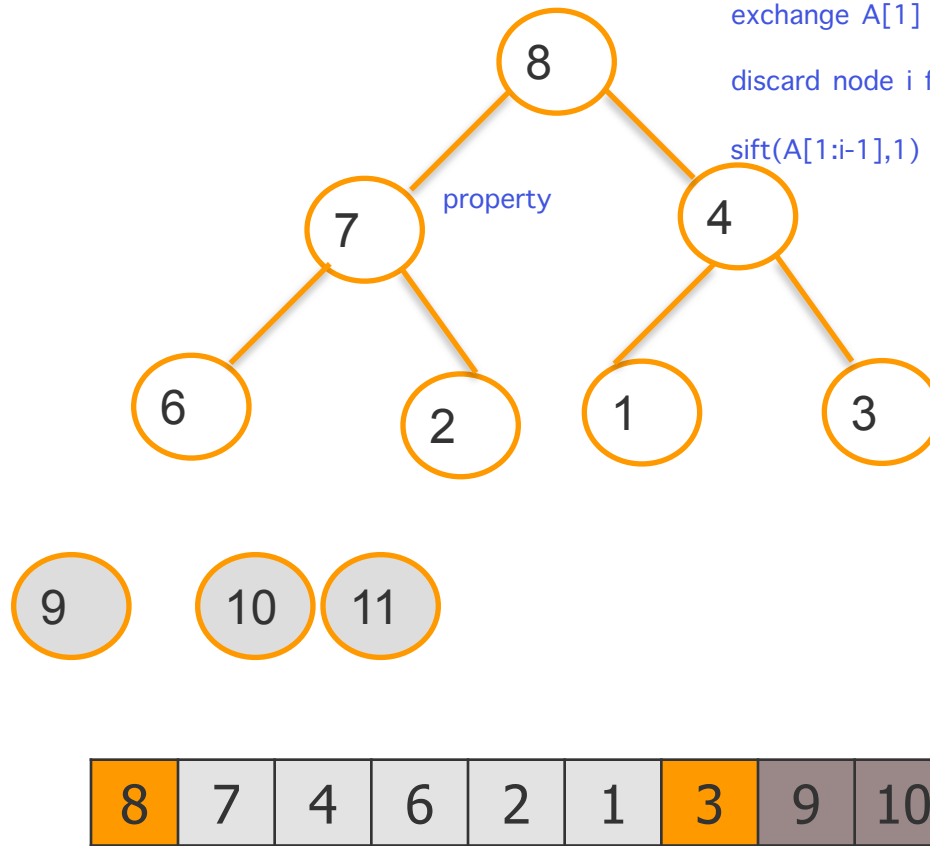 exchange A[1]
8
discard node i f
sift(A[1:i-1],1)
property
7
4
6
2
1
3
9
10
11
8 7 4 6 2 1 3 9 10